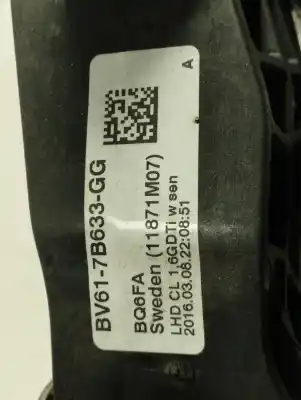 BV61-7B633-GG
BQ6FA
Sweden (11871M07)
LHD CL 1,6GDTi w sen
2016.03.08.22:08:51
A